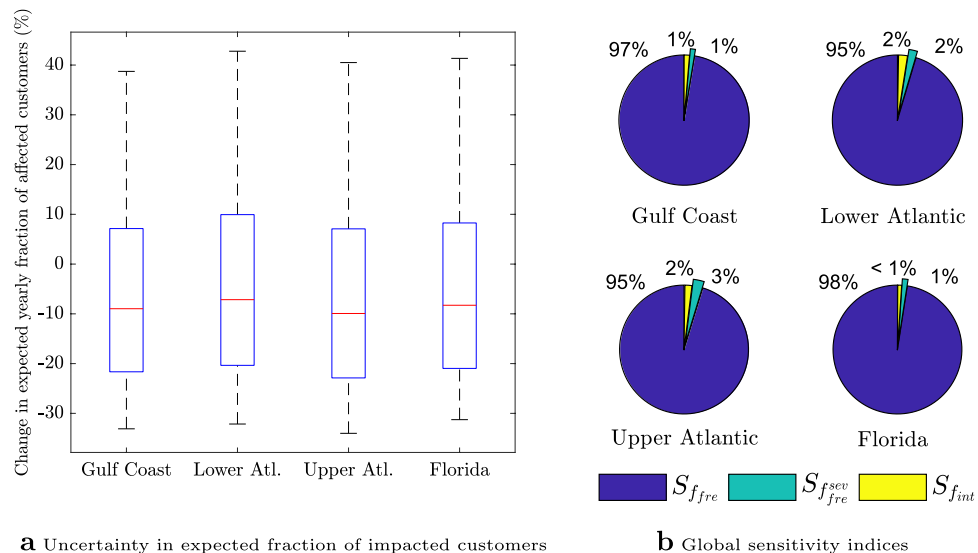 Change in expected yearly fraction of affected customers (%)
40
30
20
10
0
-10
-20
-30
Gulf Coast Lower Atl. Upper Atl. Florida
a Uncertainty in expected fraction of impacted customers
97% 1% 1%
Gulf Coast
95% 2% 2%
Lower Atlantic
95% 2% 3%
Upper Atlantic
98% < 1% 1%
Florida
S_{f_{fre}} S_{f_{fre}^{sev}} S_{f_{int}}
b Global sensitivity indices